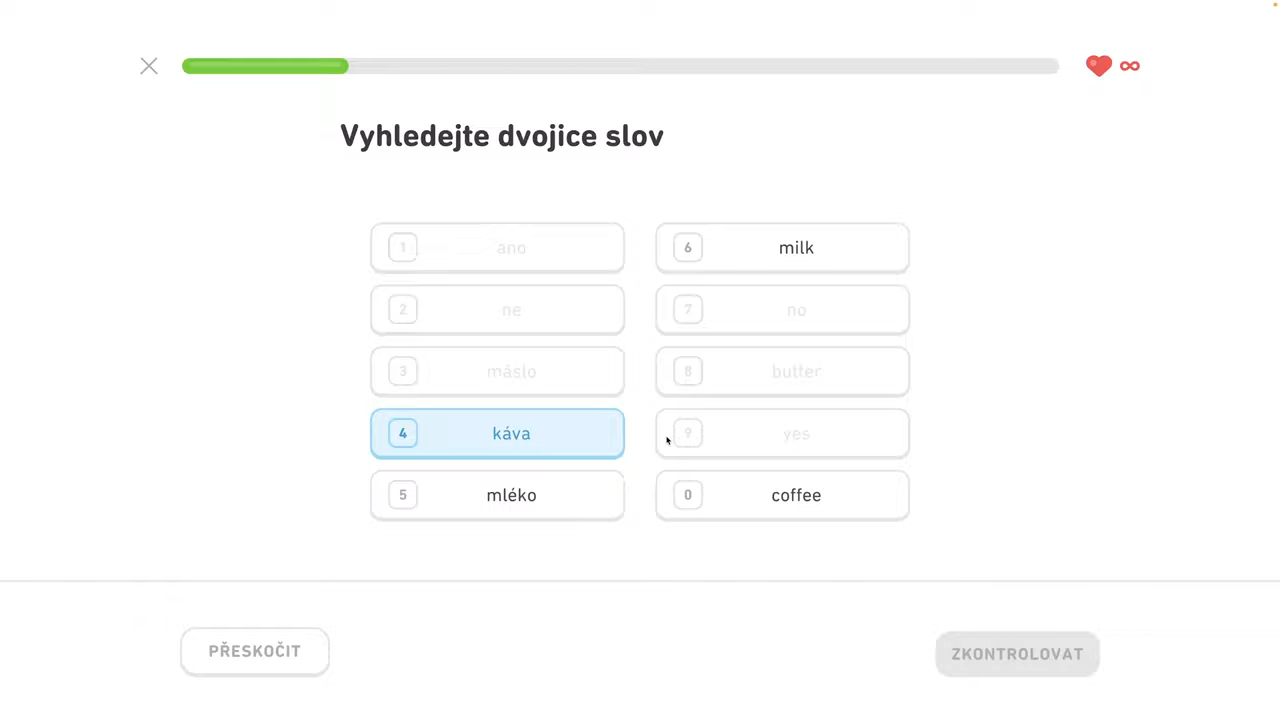 Vyhledejte dvojice slov
1 ano
6 milk
2 ne
7 no
3 máslo
8 butter
4 káva
9 yes
5 mléko
0 coffee
PŘESKOČIT
ZKONTROLOVAT